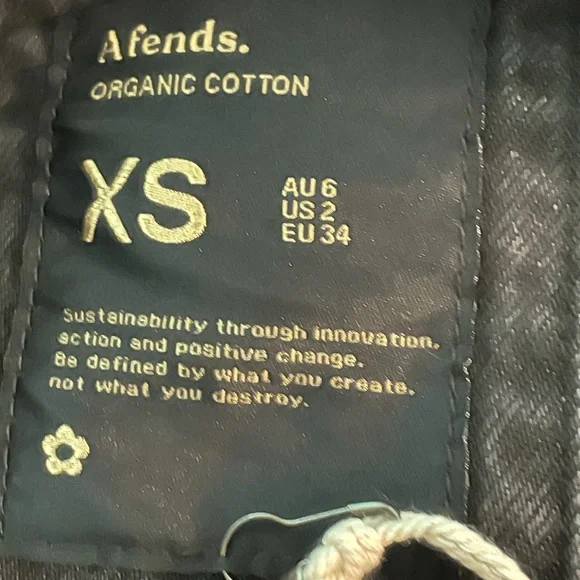 Afends.
ORGANIC COTTON
XS
AU 6
US 2
EU 34
Sustainability through innovation,
action and positive change.
Be defined by what you create,
not what you destroy.